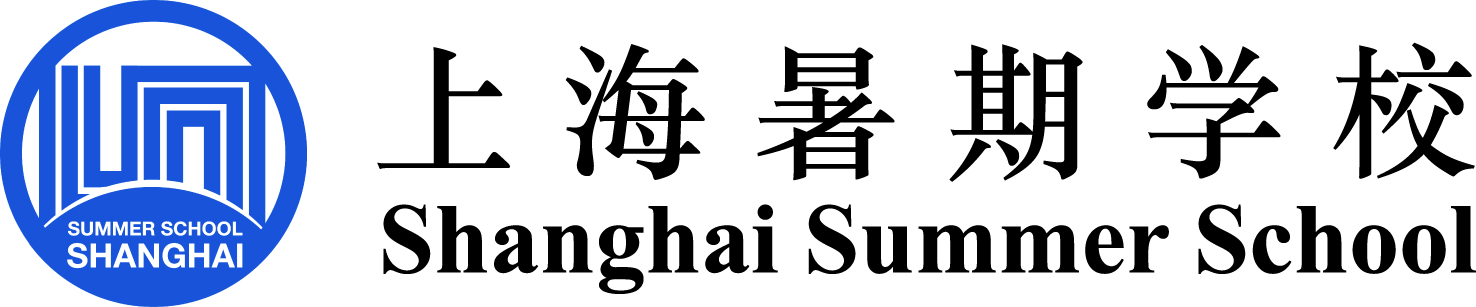 SUMMER SCHOOL
SHANGHAI
上海暑期学校
Shanghai Summer School